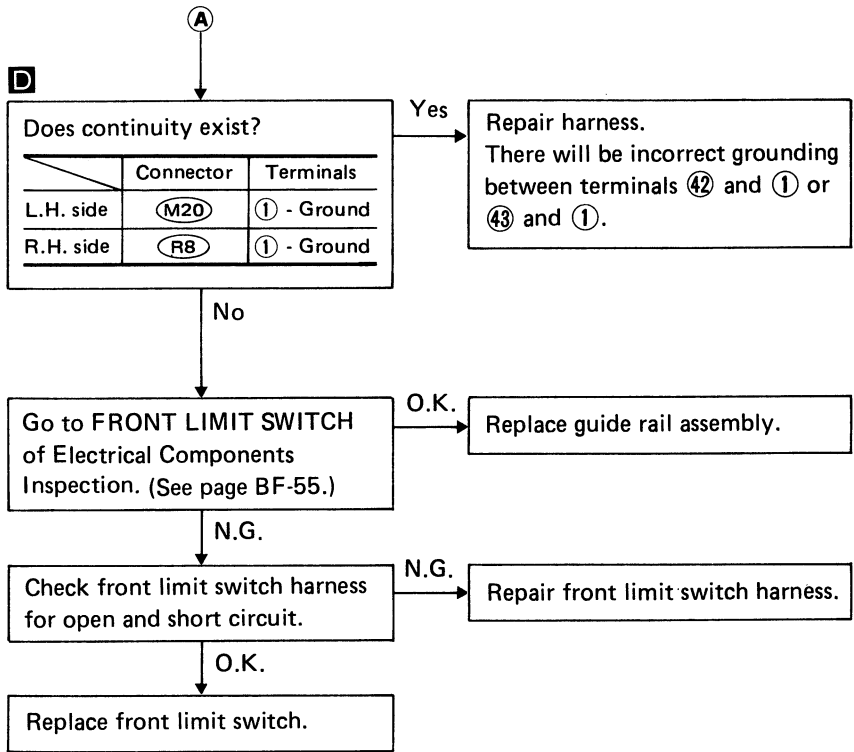 A
D
Does continuity exist?
Connector Terminals
L.H. side M20 ① - Ground
R.H. side R8 ① - Ground
Yes
Repair harness.
There will be incorrect grounding
between terminals ㊷ and ① or
㊸ and ①.
No
Go to FRONT LIMIT SWITCH
of Electrical Components
Inspection. (See page BF-55.)
O.K.
Replace guide rail assembly.
N.G.
Check front limit switch harness
for open and short circuit.
N.G.
Repair front limit switch harness.
O.K.
Replace front limit switch.